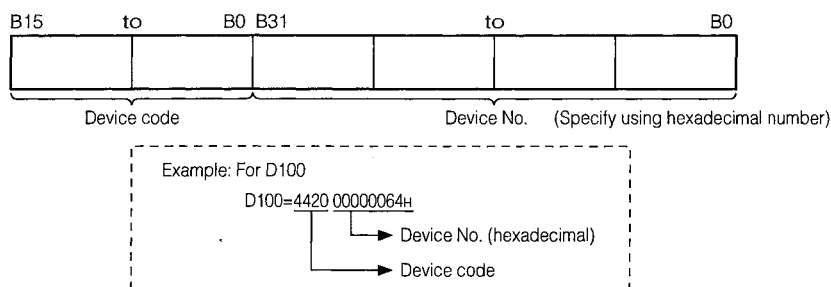 B15 to B0 B31 to B0
Device code Device No. (Specify using hexadecimal number)
Example: For D100
D100=4420 00000064H
Device No. (hexadecimal)
Device code